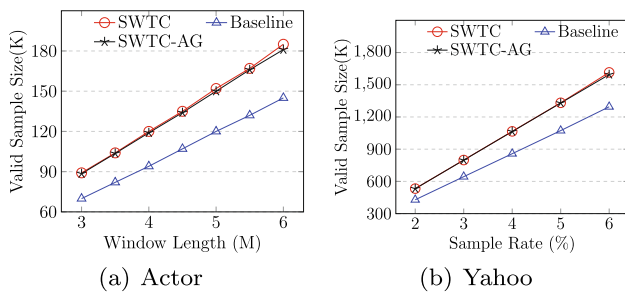 SWTC
Baseline
SWTC-AG
Valid Sample Size(K)
180
150
120
90
60
3
4
5
6
Window Length (M)
(a) Actor
SWTC
Baseline
SWTC-AG
Valid Sample Size(K)
1,800
1,500
1,200
900
600
300
2
3
4
5
6
Sample Rate (%)
(b) Yahoo